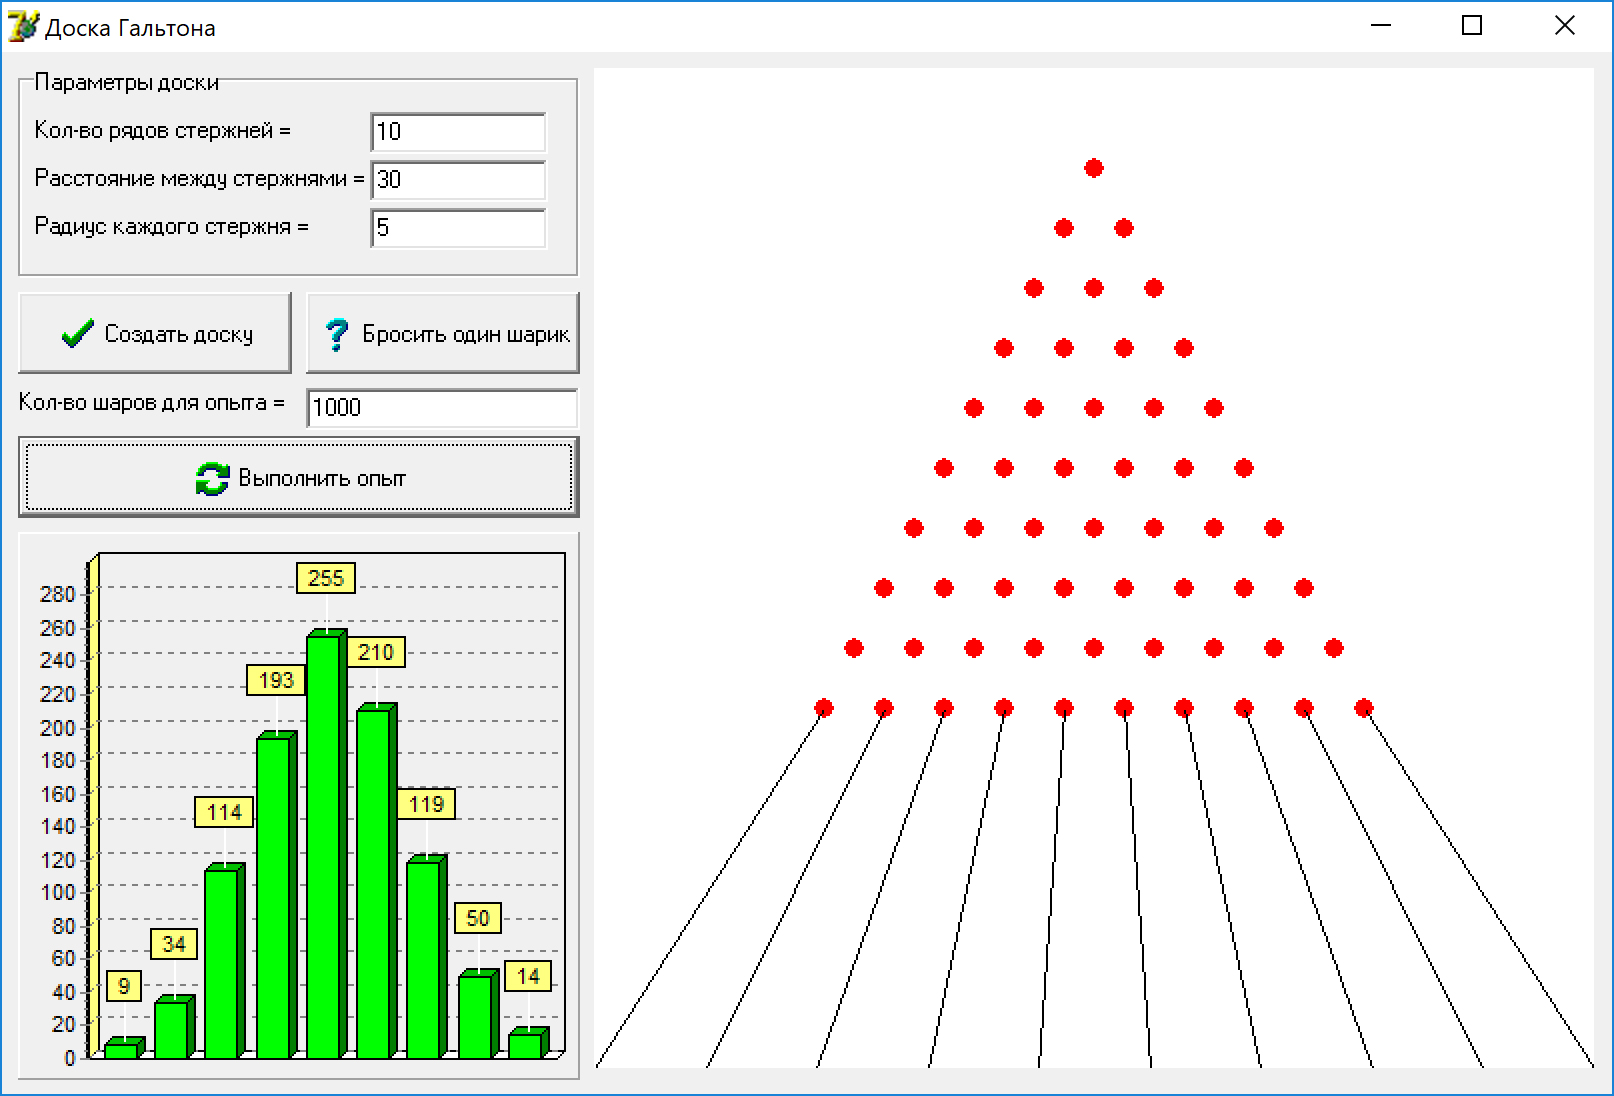 Доска Гальтона
Параметры доски
Кол-во рядов стержней = 10
Расстояние между стержнями = 30
Радиус каждого стержня = 5
Создать доску
Бросить один шарик
Кол-во шаров для опыта = 1000
Выполнить опыт
280
260
240
220
200
180
160
140
120
100
80
60
40
20
0
9
34
114
193
255
210
119
50
14